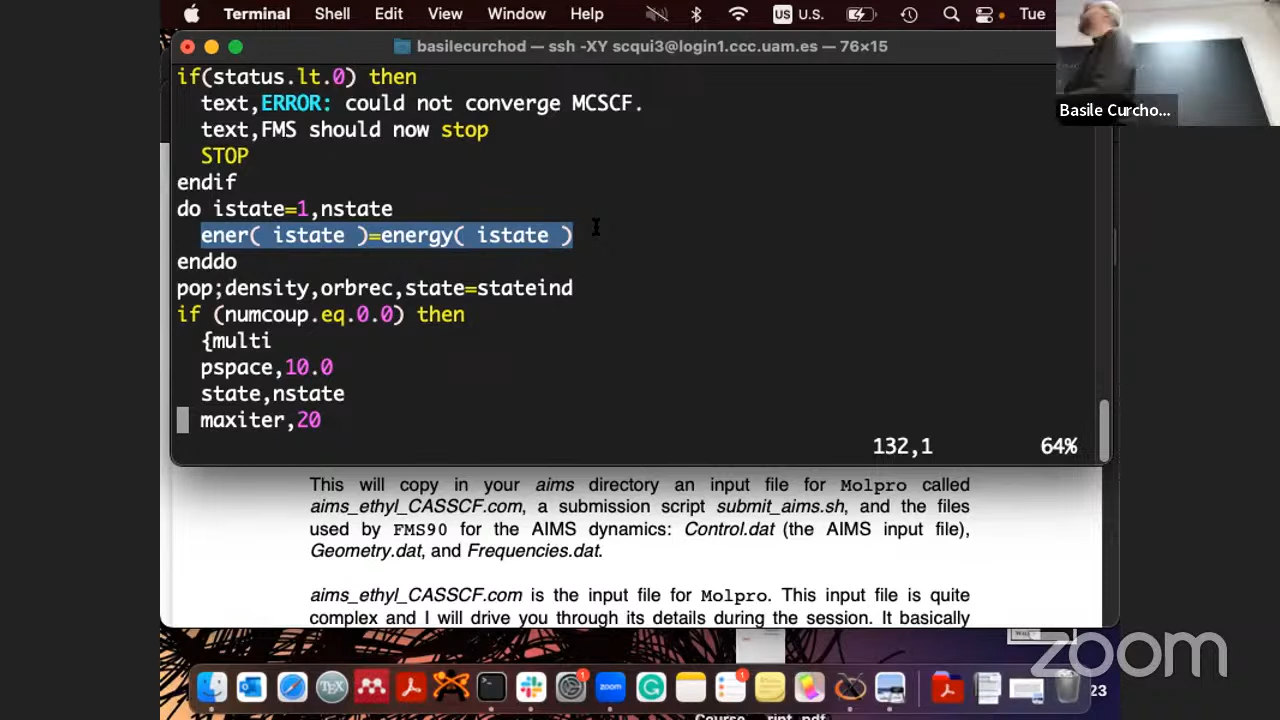 Terminal Shell Edit View Window Help US U.S. Tue
basilecurchod — ssh -XY scqui3@login1.ccc.uam.es — 76×15
if(status.lt.0) then
text,ERROR: could not converge MCSCF.
text,FMS should now stop
STOP
endif
do istate=1,nstate
ener( istate )=energy( istate )
enddo
pop;density,orbrec,state=stateind
if (numcoup.eq.0.0) then
{multi
pspace,10.0
state,nstate
maxiter,20
132,1 64%
Basile Curcho...
This will copy in your aims directory an input file for Molpro called
aims_ethyl_CASSCF.com, a submission script submit_aims.sh, and the files
used by FMS90 for the AIMS dynamics: Control.dat (the AIMS input file),
Geometry.dat, and Frequencies.dat.
aims_ethyl_CASSCF.com is the input file for Molpro. This input file is quite
complex and I will drive you through its details during the session. It basically
zoom
TEX
zoom
1
1
23